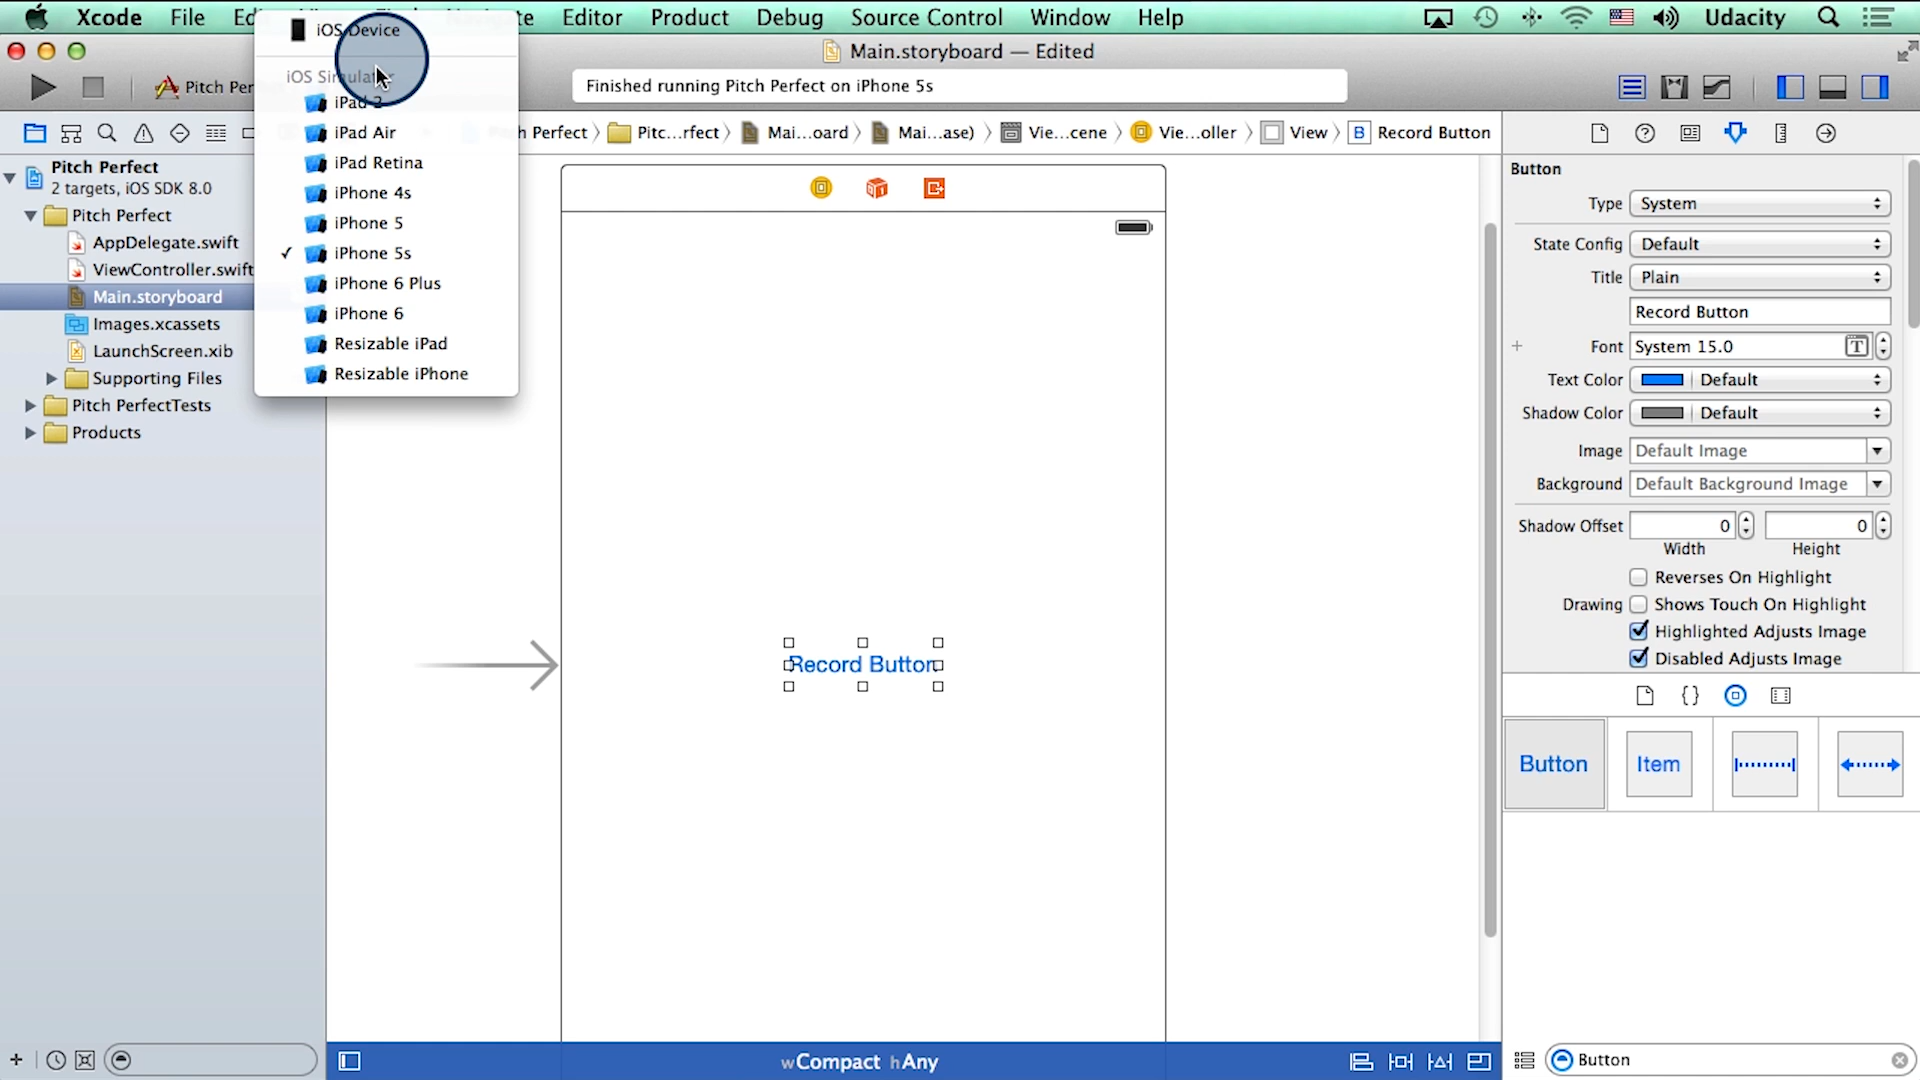 Xcode File Editor Product Debug Source Control Window Help Udacity
iOS Device
Main.storyboard — Edited
Finished running Pitch Perfect on iPhone 5s
iOS Simulator
iPad 2
iPad Air
iPad Retina
iPhone 4s
iPhone 5
✓ iPhone 5s
iPhone 6 Plus
iPhone 6
Resizable iPad
Resizable iPhone
Pitc...rfect Mai...oard Mai...ase) Vie...cene Vie...oller View B Record Button
Pitch Perfect
2 targets, iOS SDK 8.0
Pitch Perfect
AppDelegate.swift
ViewController.swift
Main.storyboard
Images.xcassets
LaunchScreen.xib
Supporting Files
Pitch PerfectTests
Products
Record Button
wCompact hAny
Button
Type System
State Config Default
Title Plain
Record Button
Font System 15.0 T
Text Color Default
Shadow Color Default
Image Default Image
Background Default Background Image
Shadow Offset 0 0
Width Height
Reverses On Highlight
Drawing Shows Touch On Highlight
Highlighted Adjusts Image
Disabled Adjusts Image
{}
Button Item
Button